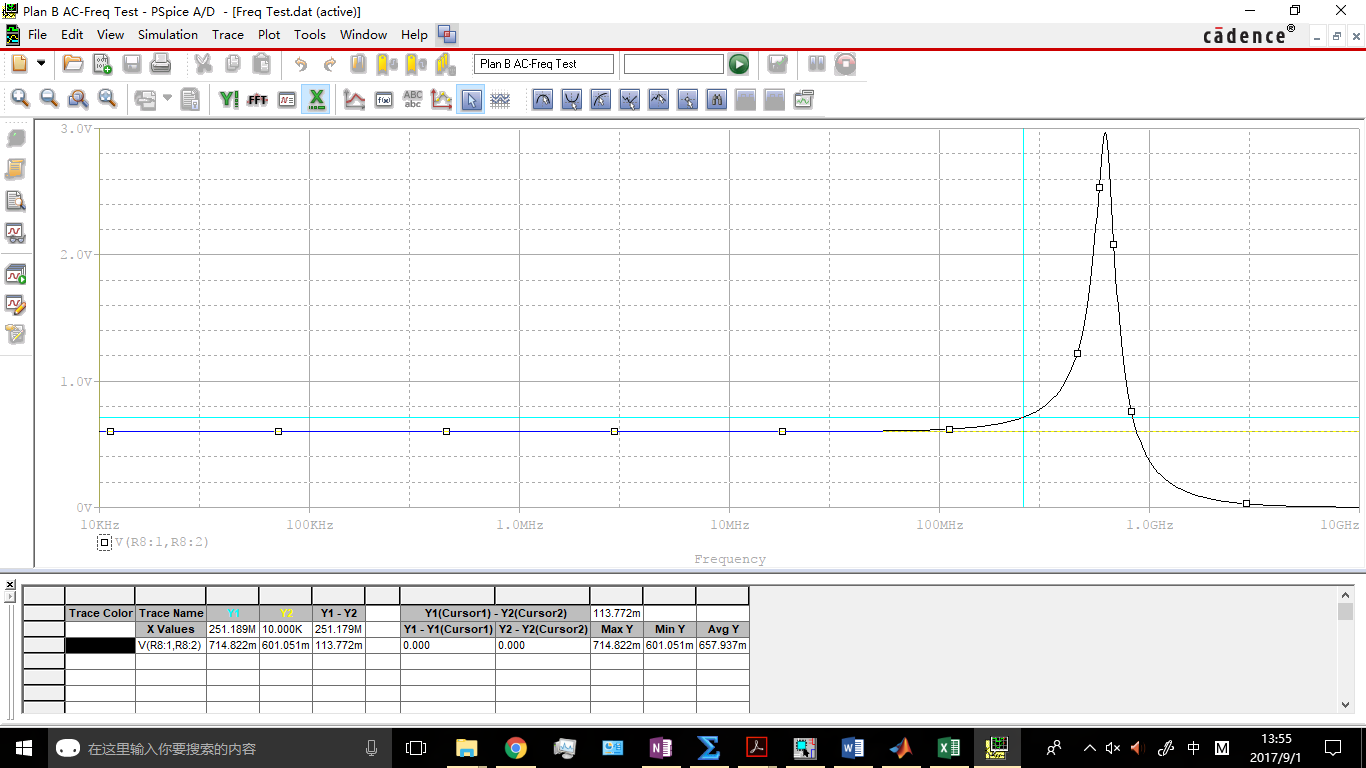 Plan B AC-Freq Test - PSpice A/D - [Freq Test.dat (active)]
File Edit View Simulation Trace Plot Tools Window Help
cādence®
Plan B AC-Freq Test
FFT
ABC
abc
3.0V
2.0V
1.0V
0V
10KHz 100KHz 1.0MHz 10MHz 100MHz 1.0GHz 10GHz
V(R8:1,R8:2)
Frequency
Trace Color Trace Name Y1 Y2 Y1 - Y2 Y1(Cursor1) - Y2(Cursor2) 113.772m
X Values 251.189M 10.000K 251.179M Y1 - Y1(Cursor1) Y2 - Y2(Cursor2) Max Y Min Y Avg Y
V(R8:1,R8:2) 714.822m 601.051m 113.772m 0.000 0.000 714.822m 601.051m 657.937m
在这里输入你要搜索的内容
中 M 13:55
2017/9/1